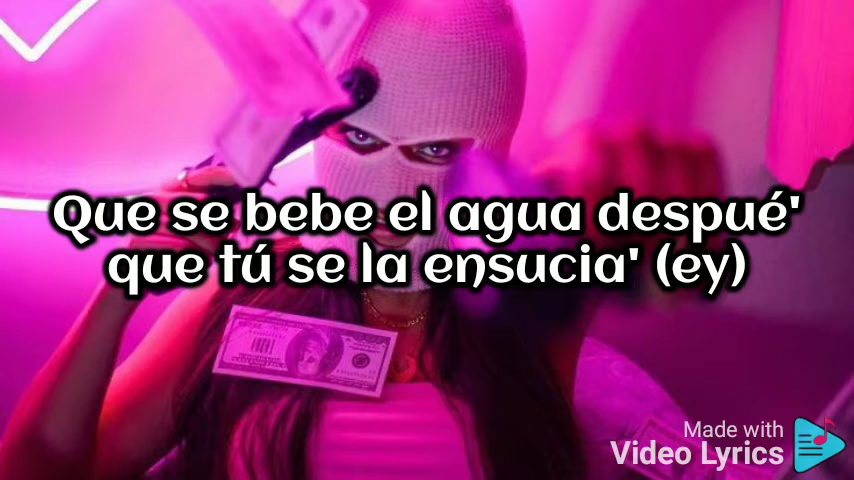 Que se bebe el agua despué'
que tú se la ensucia' (ey)
Made with
Video Lyrics